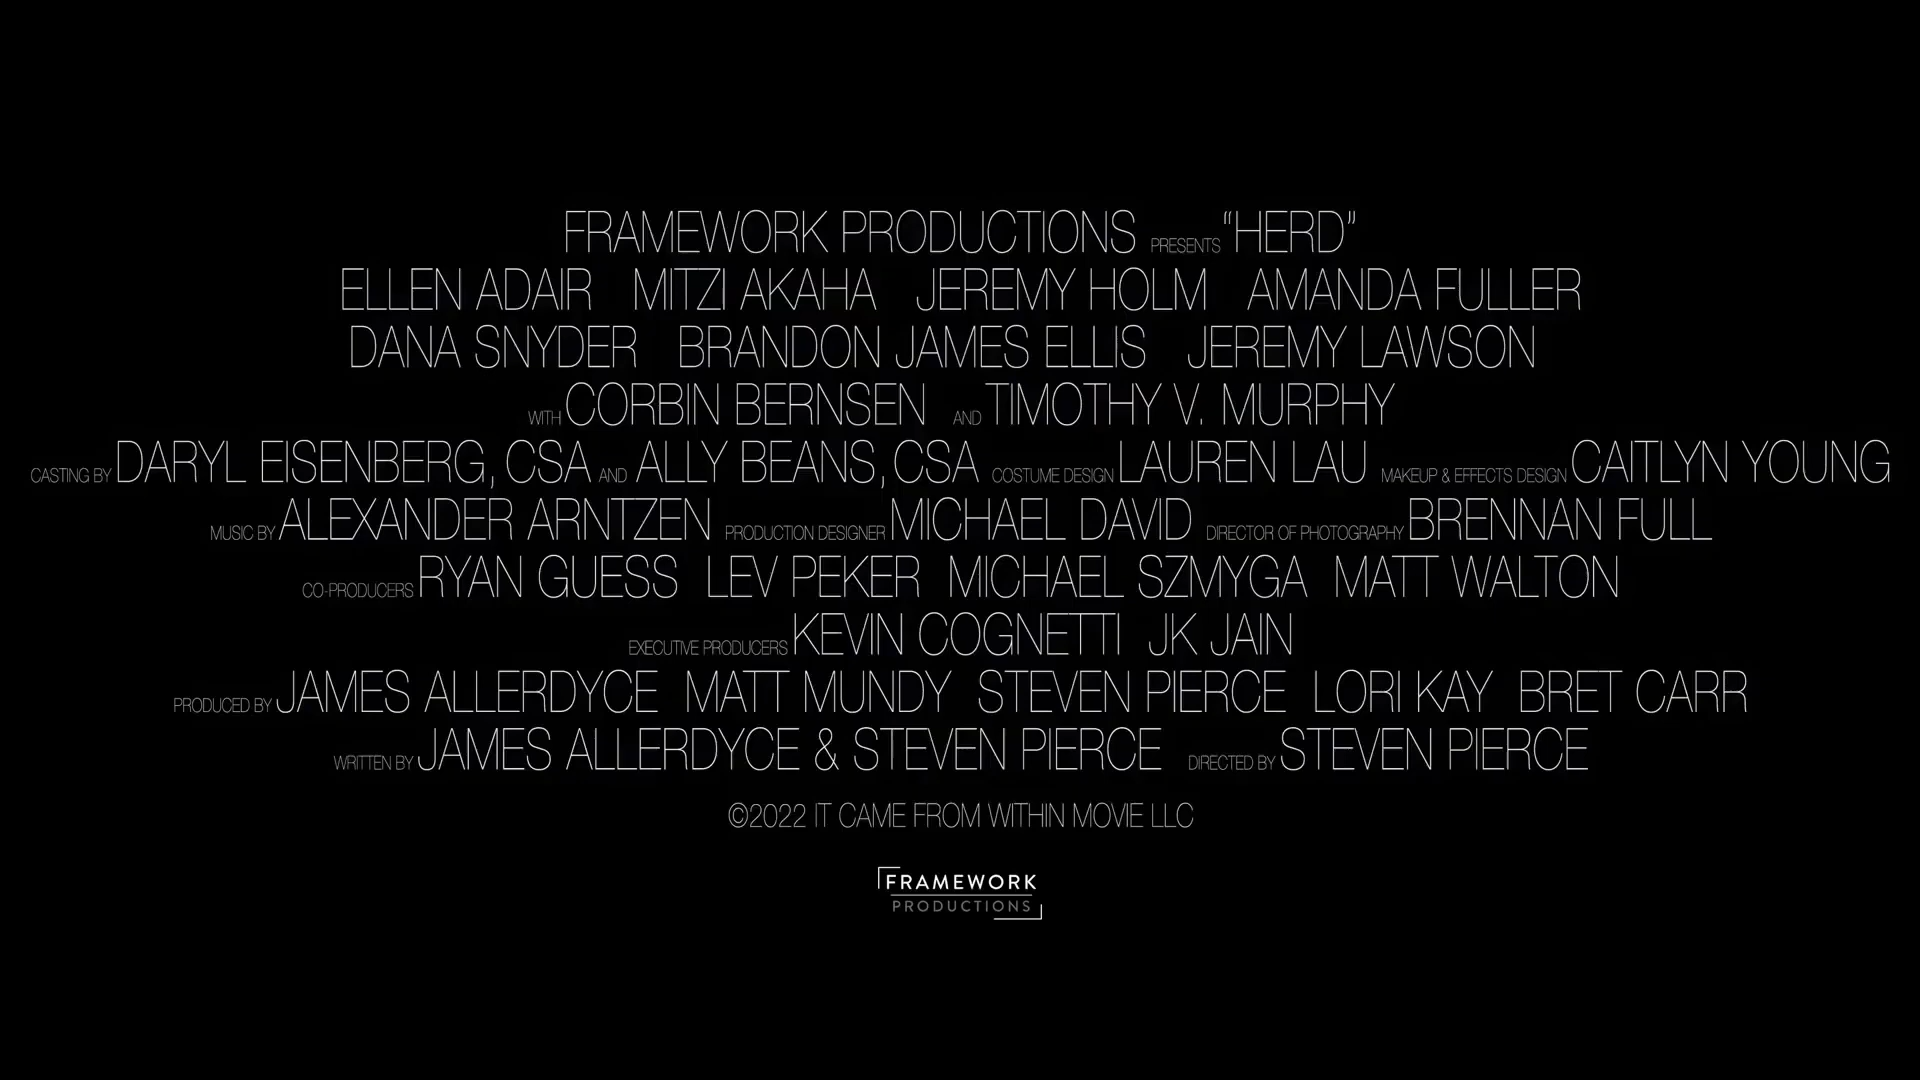 FRAMEWORK PRODUCTIONS PRESENTS “HERD”
ELLEN ADAIR MITZI AKAHA JEREMY HOLM AMANDA FULLER
DANA SNYDER BRANDON JAMES ELLIS JEREMY LAWSON
WITH CORBIN BERNSEN AND TIMOTHY V. MURPHY
CASTING BY DARYL EISENBERG, CSA AND ALLY BEANS, CSA COSTUME DESIGN LAUREN LAU MAKEUP & EFFECTS DESIGN CAITLYN YOUNG
MUSIC BY ALEXANDER ARNTZEN PRODUCTION DESIGNER MICHAEL DAVID DIRECTOR OF PHOTOGRAPHY BRENNAN FULL
CO-PRODUCERS RYAN GUESS LEV PEKER MICHAEL SZMYGA MATT WALTON
EXECUTIVE PRODUCERS KEVIN COGNETTI JK JAIN
PRODUCED BY JAMES ALLERDYCE MATT MUNDY STEVEN PIERCE LORI KAY BRET CARR
WRITTEN BY JAMES ALLERDYCE & STEVEN PIERCE DIRECTED BY STEVEN PIERCE
©2022 IT CAME FROM WITHIN MOVIE LLC
FRAMEWORK
PRODUCTIONS